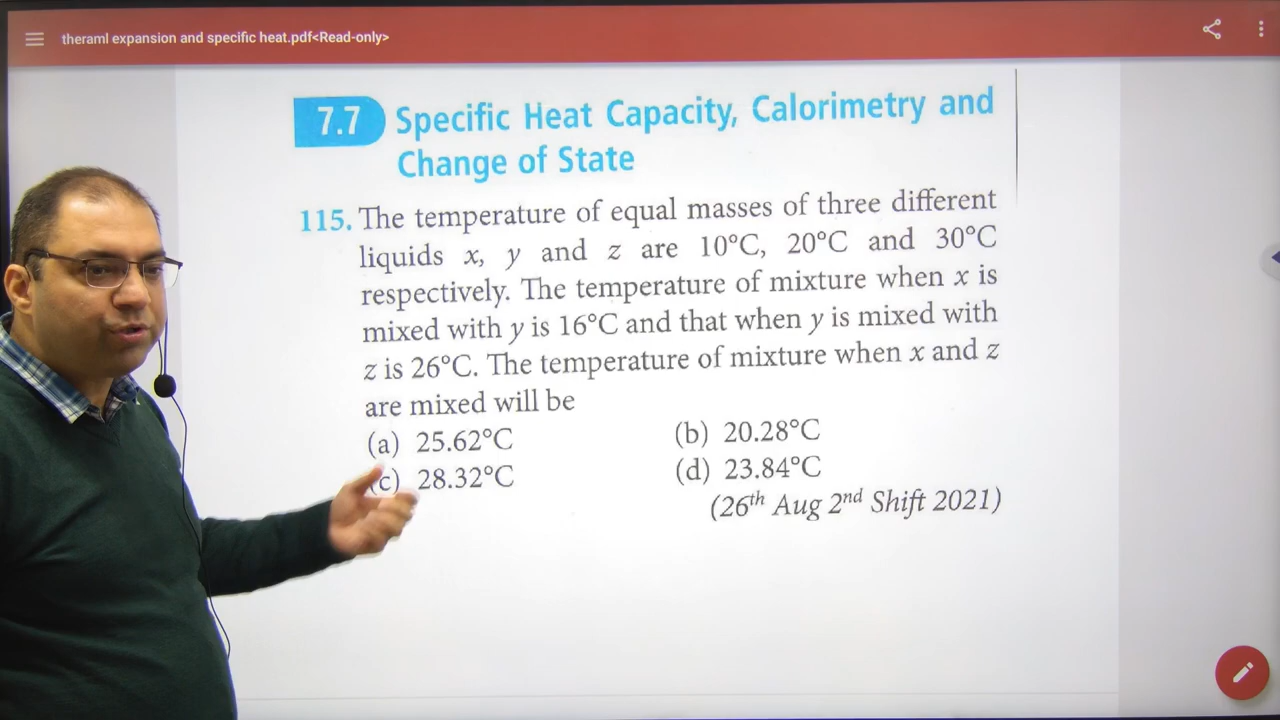 theraml expansion and specific heat.pdf<Read-only>
7.7 Specific Heat Capacity, Calorimetry and
Change of State
115. The temperature of equal masses of three different
liquids x, y and z are 10°C, 20°C and 30°C
respectively. The temperature of mixture when x is
mixed with y is 16°C and that when y is mixed with
z is 26°C. The temperature of mixture when x and z
are mixed will be
(a) 25.62°C (b) 20.28°C
(c) 28.32°C (d) 23.84°C
(26th Aug 2nd Shift 2021)